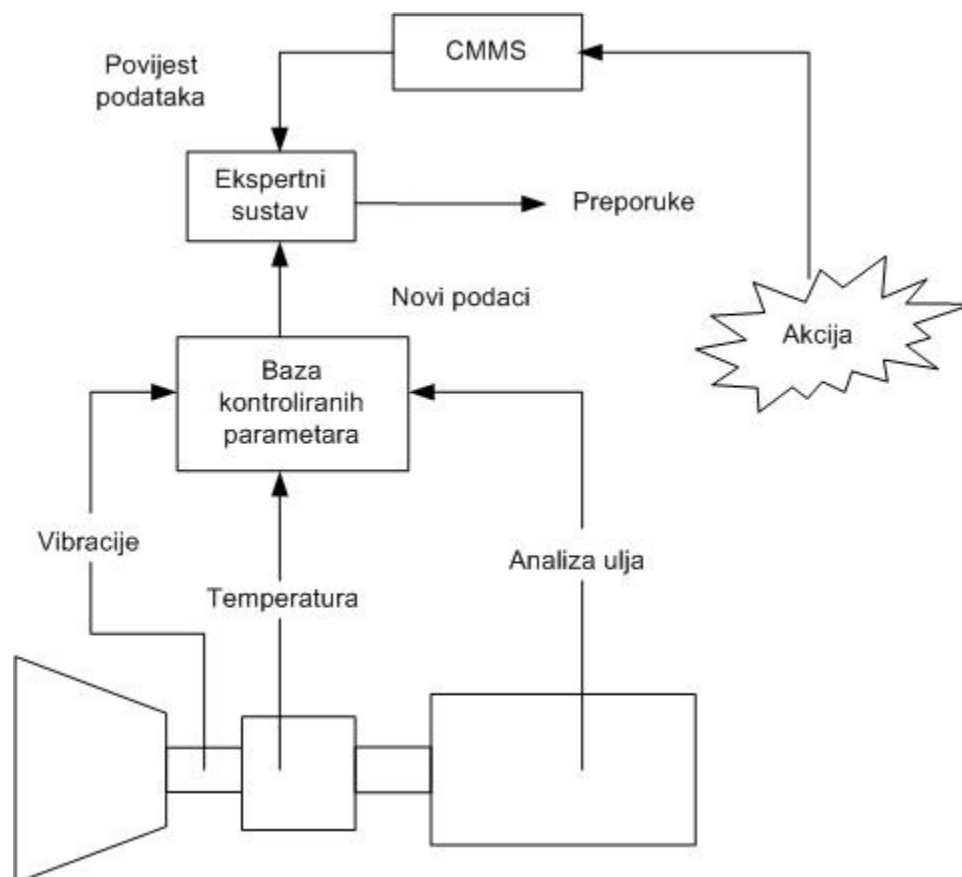 CMMS
Povijest
podataka
Ekspertni
sustav
Preporuke
Novi podaci
Akcija
Baza
kontroliranih
parametara
Vibracije
Analiza ulja
Temperatura